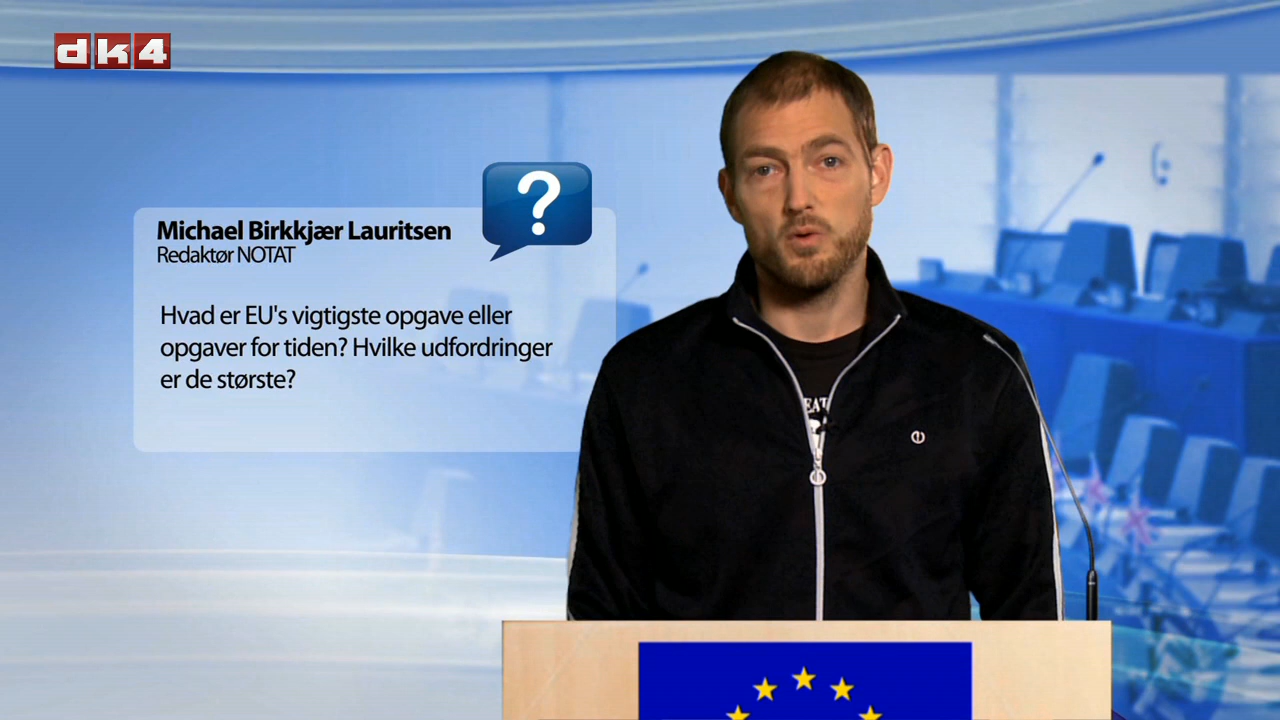 dk4
Michael Birkkjær Lauritsen
Redaktør NOTAT
?
Hvad er EU's vigtigste opgave eller
opgaver for tiden? Hvilke udfordringer
er de største?